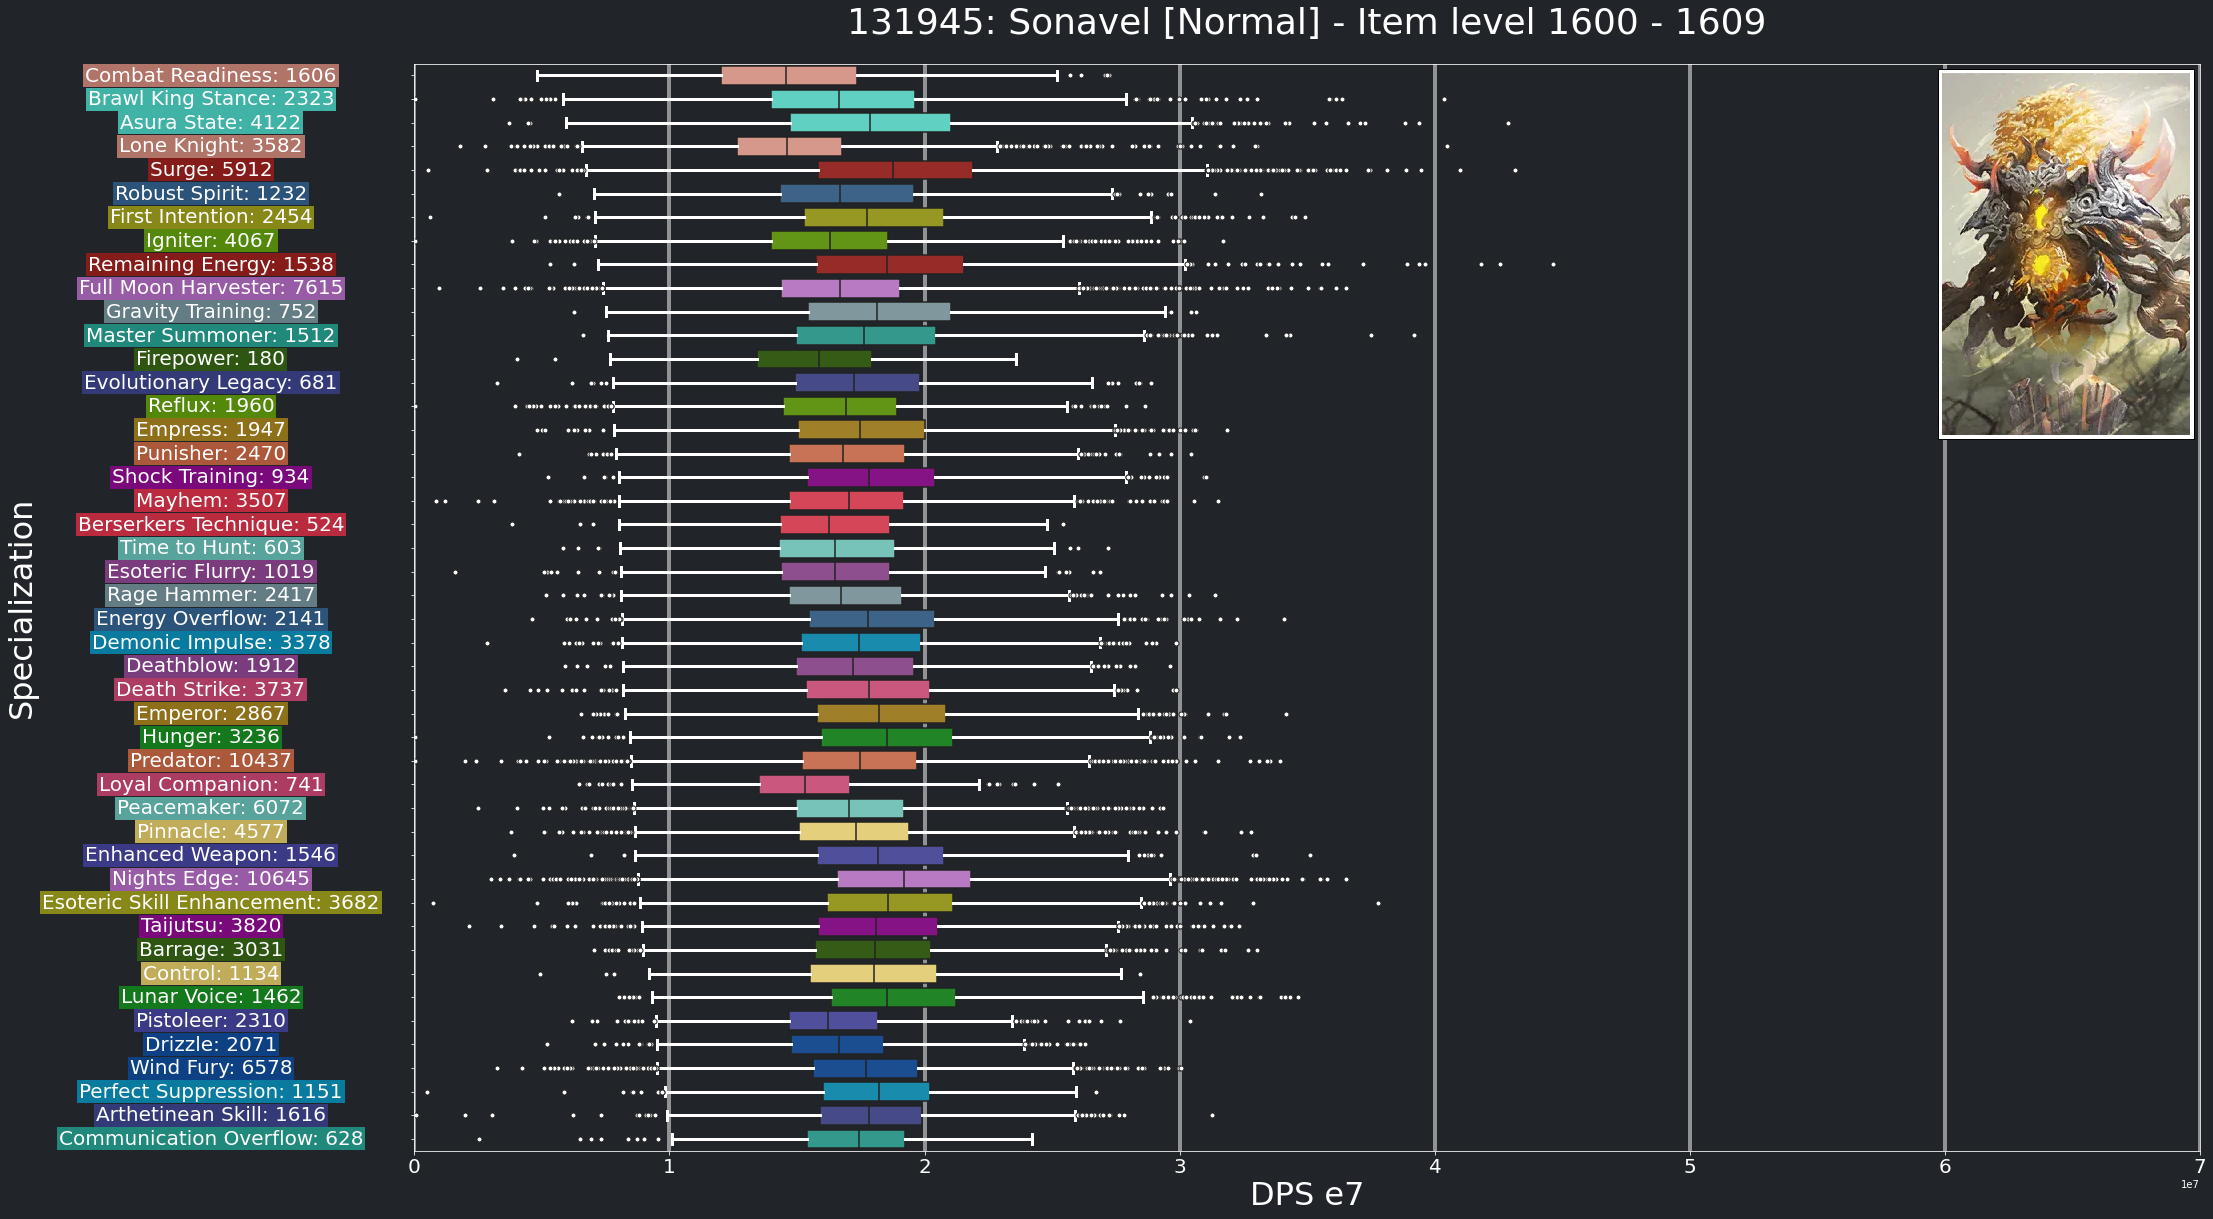 131945: Sonavel [Normal] - Item level 1600 - 1609
Specialization
Combat Readiness: 1606
Brawl King Stance: 2323
Asura State: 4122
Lone Knight: 3582
Surge: 5912
Robust Spirit: 1232
First Intention: 2454
Igniter: 4067
Remaining Energy: 1538
Full Moon Harvester: 7615
Gravity Training: 752
Master Summoner: 1512
Firepower: 180
Evolutionary Legacy: 681
Reflux: 1960
Empress: 1947
Punisher: 2470
Shock Training: 934
Mayhem: 3507
Berserkers Technique: 524
Time to Hunt: 603
Esoteric Flurry: 1019
Rage Hammer: 2417
Energy Overflow: 2141
Demonic Impulse: 3378
Deathblow: 1912
Death Strike: 3737
Emperor: 2867
Hunger: 3236
Predator: 10437
Loyal Companion: 741
Peacemaker: 6072
Pinnacle: 4577
Enhanced Weapon: 1546
Nights Edge: 10645
Esoteric Skill Enhancement: 3682
Taijutsu: 3820
Barrage: 3031
Control: 1134
Lunar Voice: 1462
Pistoleer: 2310
Drizzle: 2071
Wind Fury: 6578
Perfect Suppression: 1151
Arthetinean Skill: 1616
Communication Overflow: 628
0 1 2 3 4 5 6 7
1e7
DPS e7